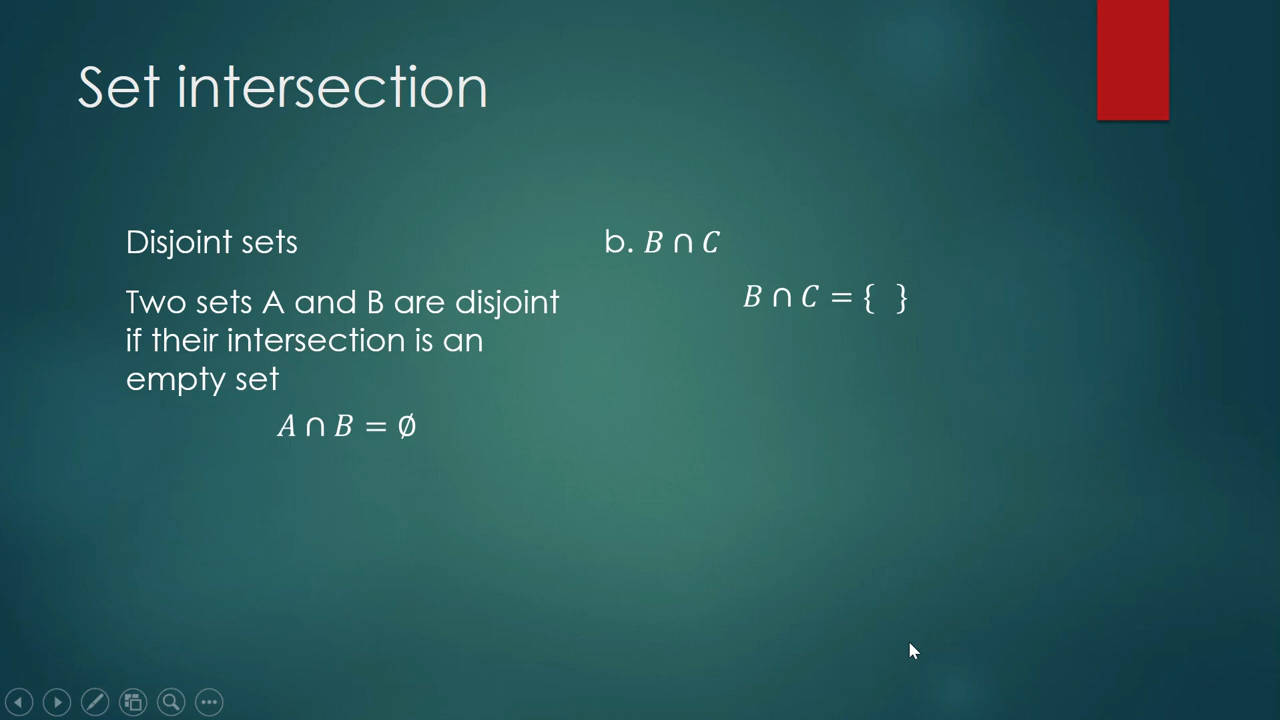 Set intersection
Disjoint sets
Two sets A and B are disjoint
if their intersection is an
empty set
A ∩ B = ∅
b. B ∩ C
B ∩ C = { }